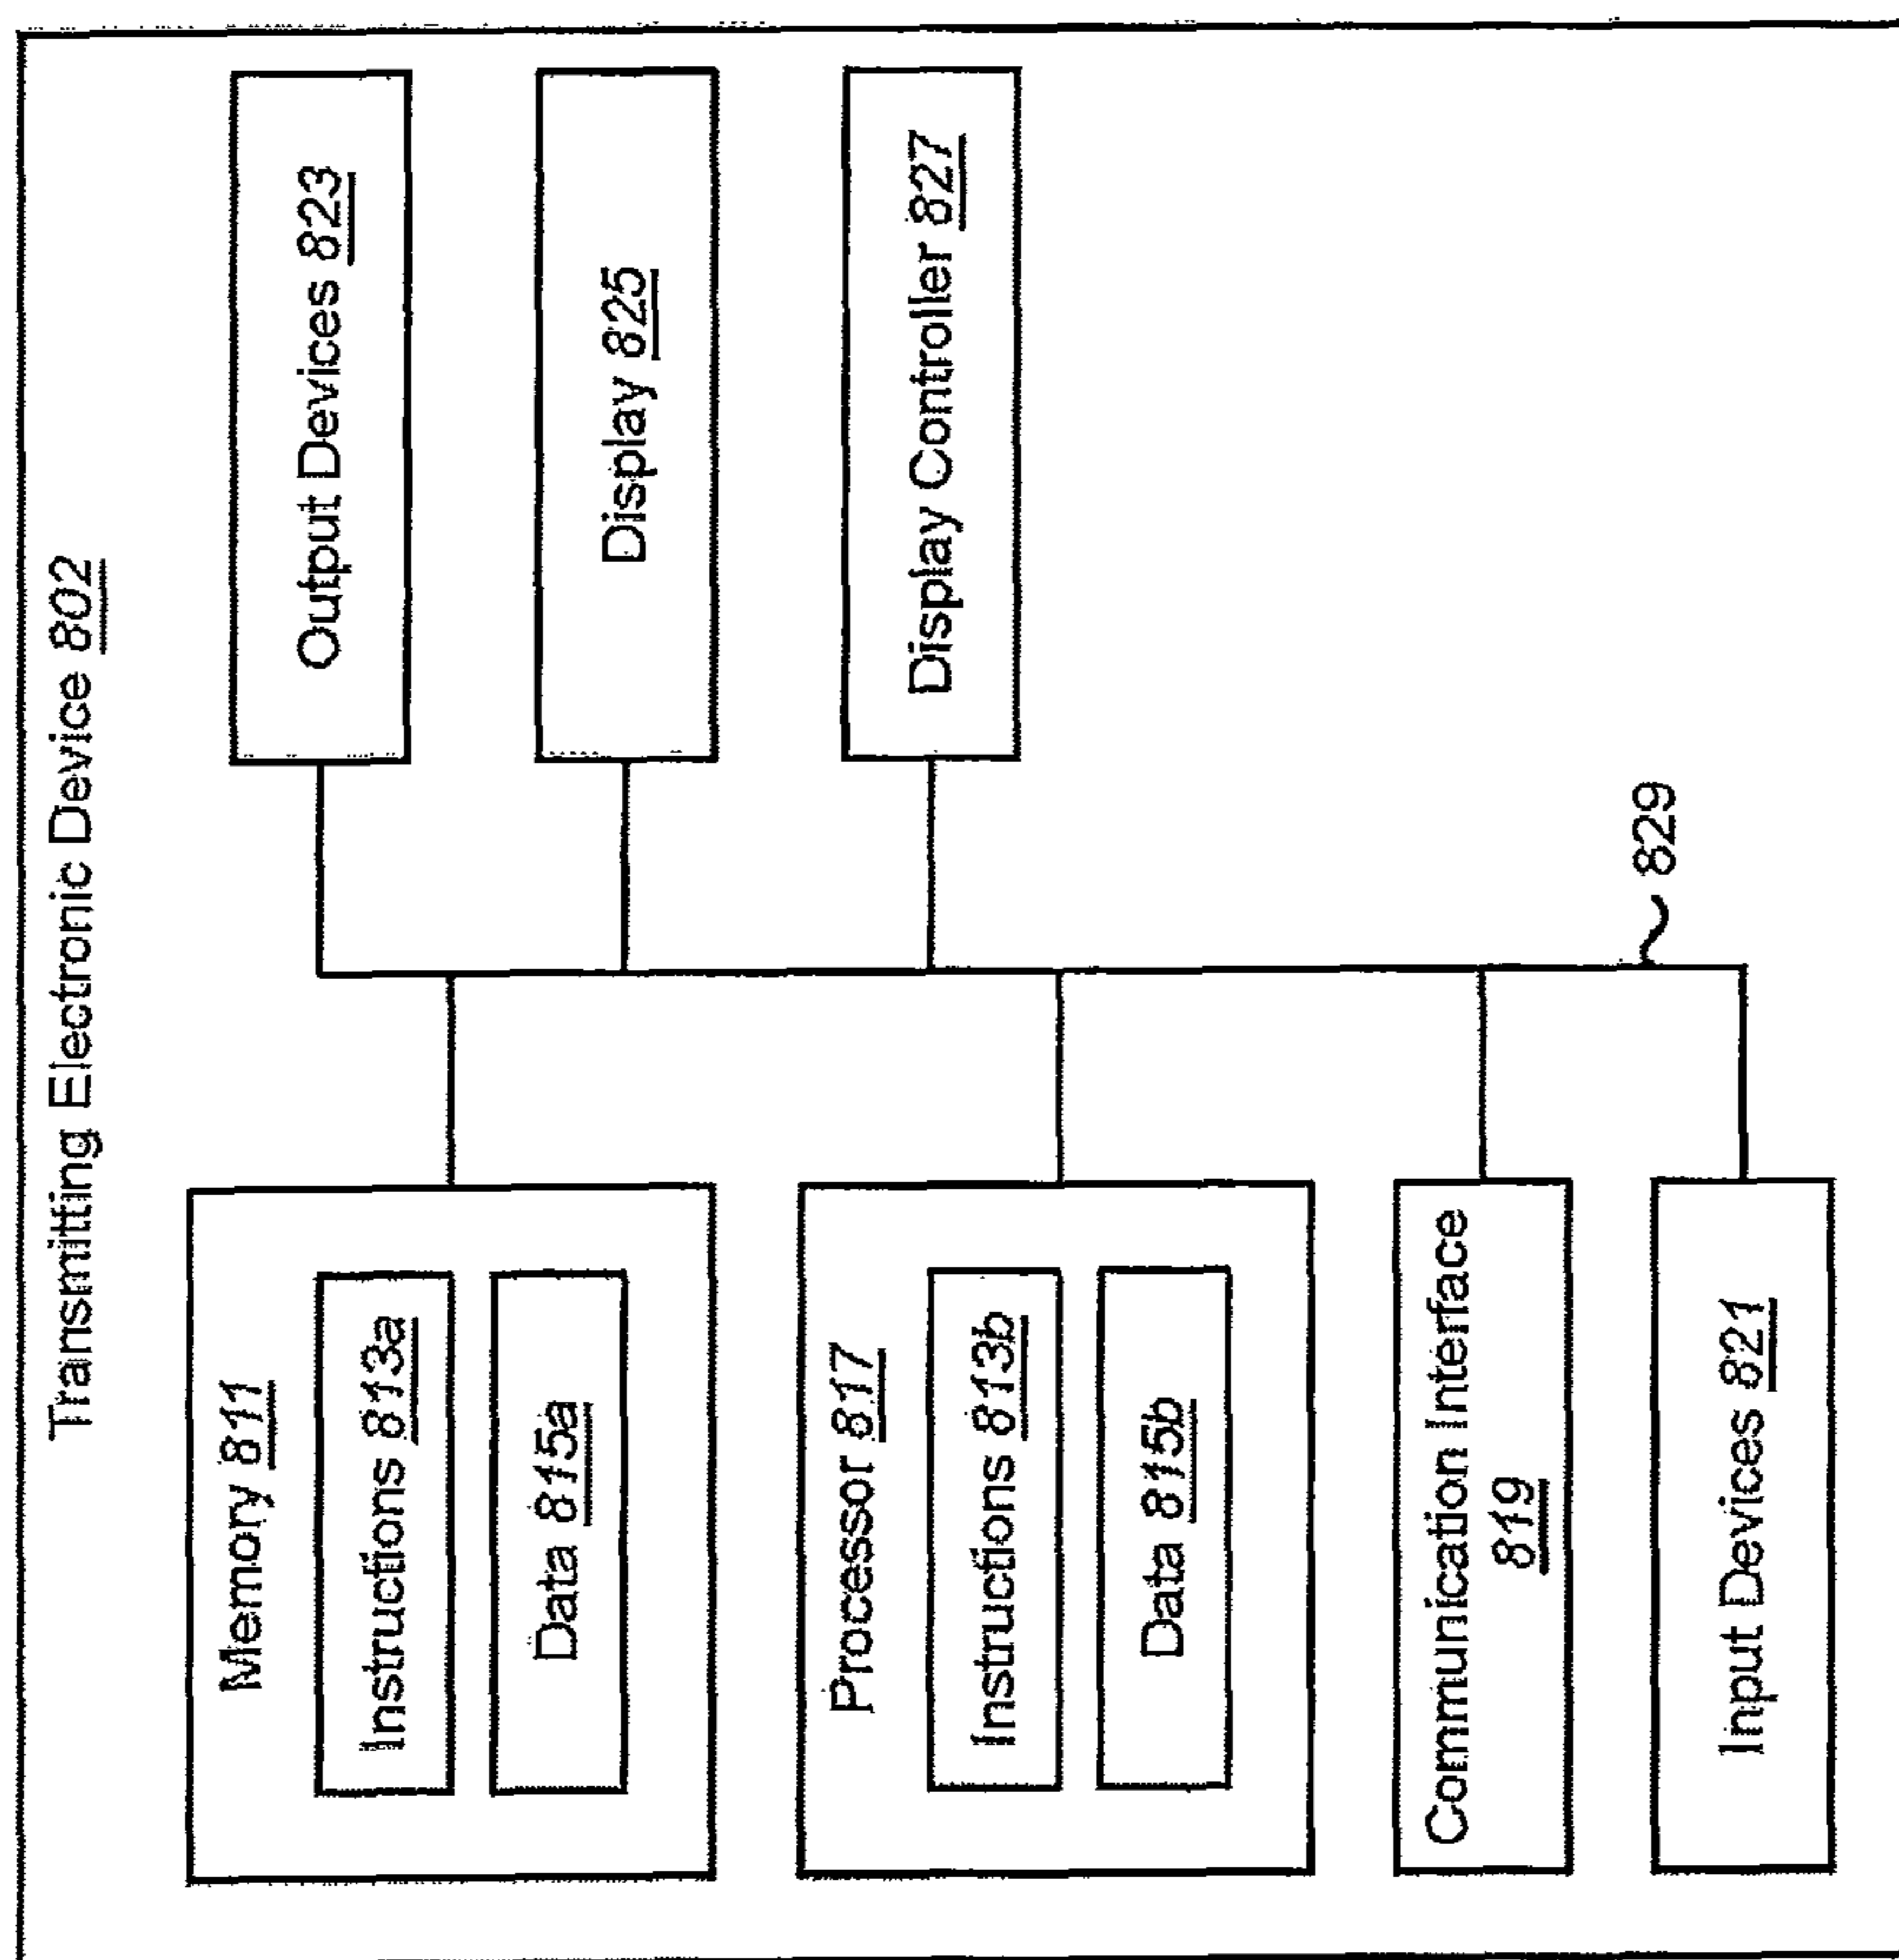 Transmitting Electronic Device 802
Memory 811
Instructions 813a
Data 815a
Processor 817
Instructions 813b
Data 815b
Communication Interface
819
Input Devices 821
Output Devices 823
Display 825
Display Controller 827
829